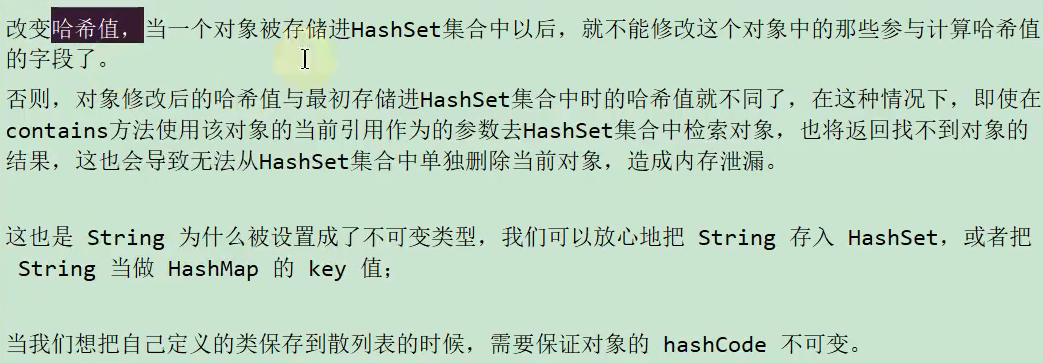 改变哈希值，当一个对象被存储进HashSet集合中以后，就不能修改这个对象中的那些参与计算哈希值
的字段了。
否则，对象修改后的哈希值与最初存储进HashSet集合中时的哈希值就不同了，在这种情况下，即使在
contains方法使用该对象的当前引用作为的参数去HashSet集合中检索对象，也将返回找不到对象的
结果，这也会导致无法从HashSet集合中单独删除当前对象，造成内存泄漏。
这也是 String 为什么被设置成了不可变类型，我们可以放心地把 String 存入 HashSet，或者把
String 当做 HashMap 的 key 值；
当我们想把自己定义的类保存到散列表的时候，需要保证对象的 hashCode 不可变。